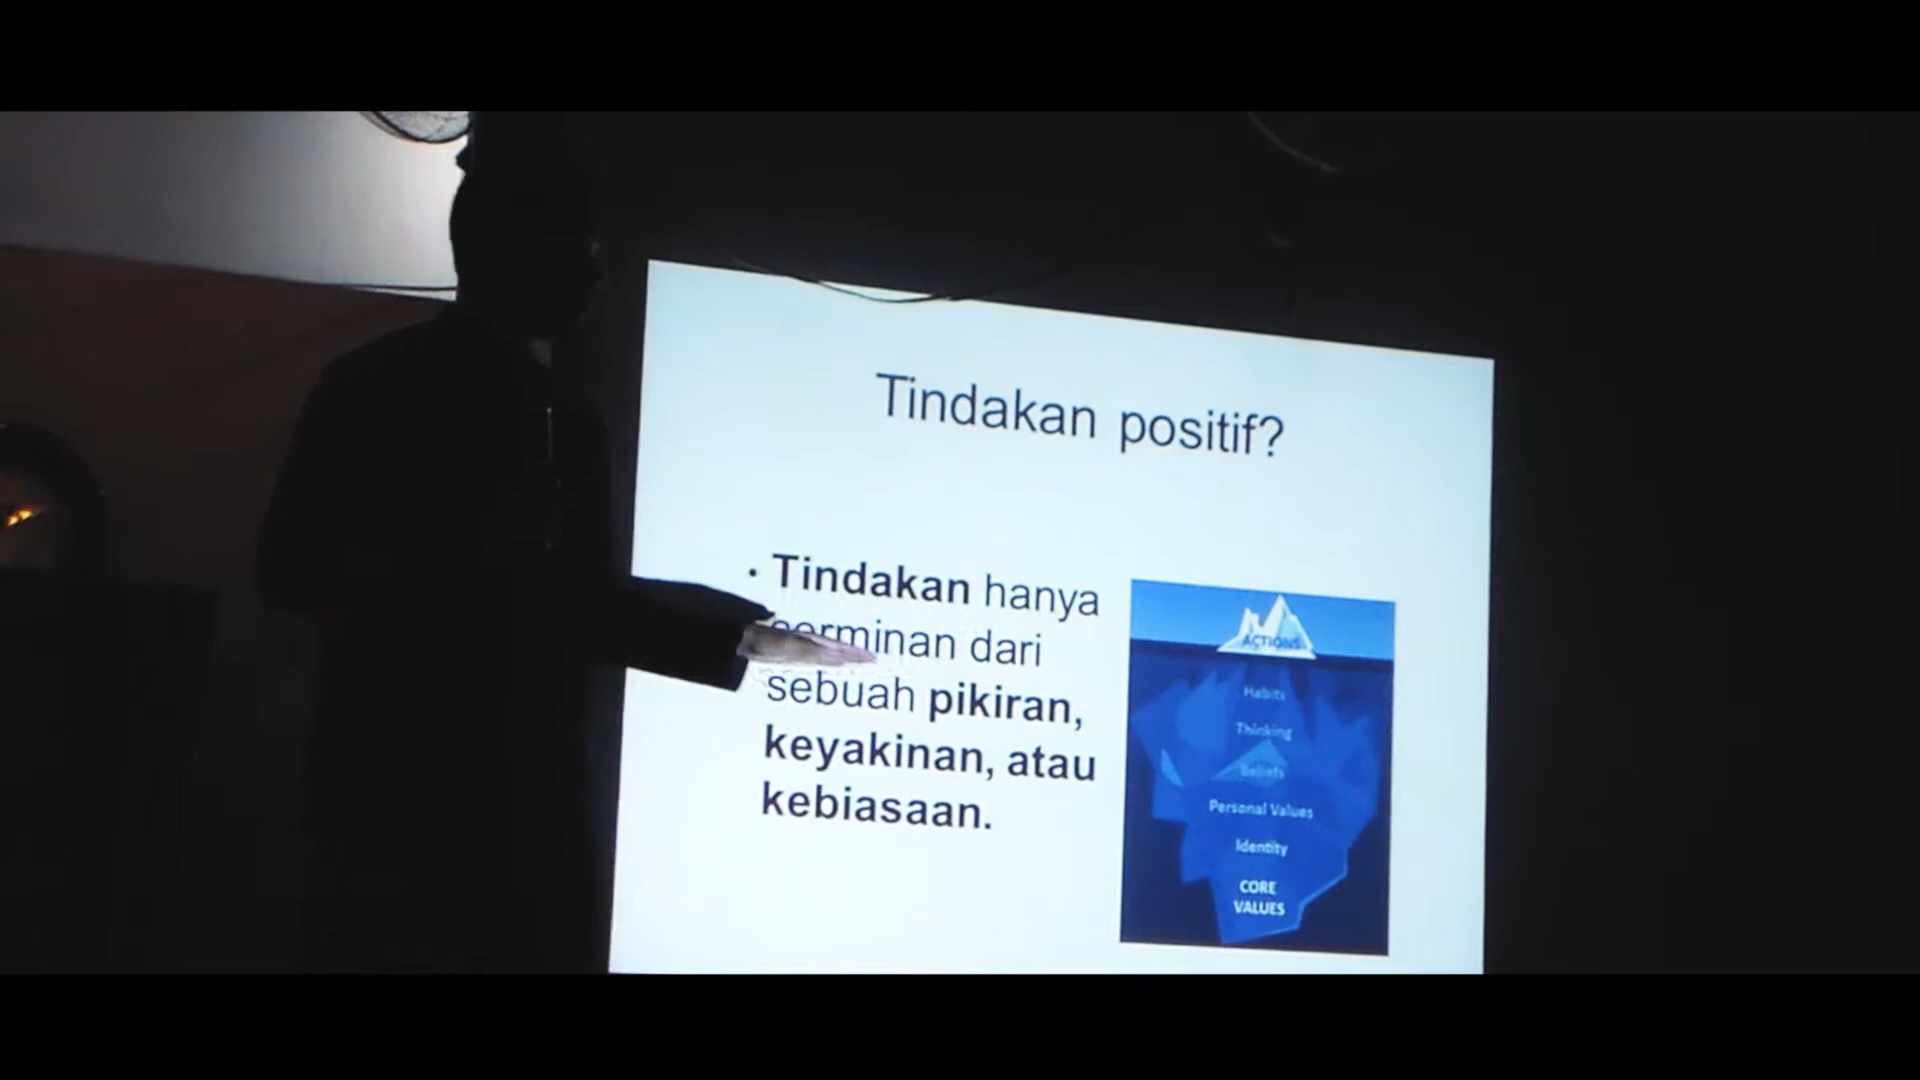 Tindakan positif?
• Tindakan hanya
cerminan dari
sebuah pikiran,
keyakinan, atau
kebiasaan.
ACTIONS
Habits
Thinking
Beliefs
Personal Values
Identity
CORE
VALUES